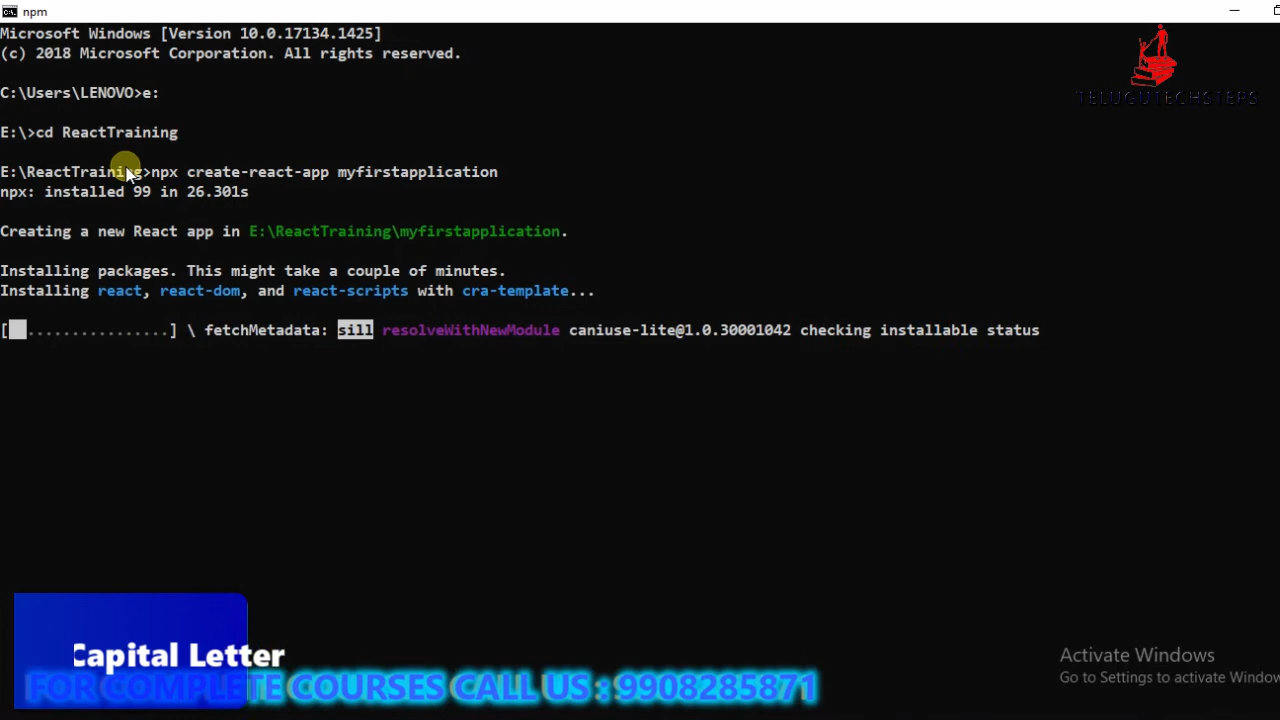 npm
Microsoft Windows [Version 10.0.17134.1425]
(c) 2018 Microsoft Corporation. All rights reserved.
C:\Users\LENOVO>e:
E:\>cd ReactTraining
E:\ReactTraining>npx create-react-app myfirstapplication
npx: installed 99 in 26.301s
Creating a new React app in E:\ReactTraining\myfirstapplication.
Installing packages. This might take a couple of minutes.
Installing react, react-dom, and react-scripts with cra-template...
[ ................] \ fetchMetadata: sill resolveWithNewModule caniuse-lite@1.0.30001042 checking installable status
TELUGUTECHSTERS
Capital Letter
FOR COMPLETE COURSES CALL US : 9908285871
Activate Windows
Go to Settings to activate Window